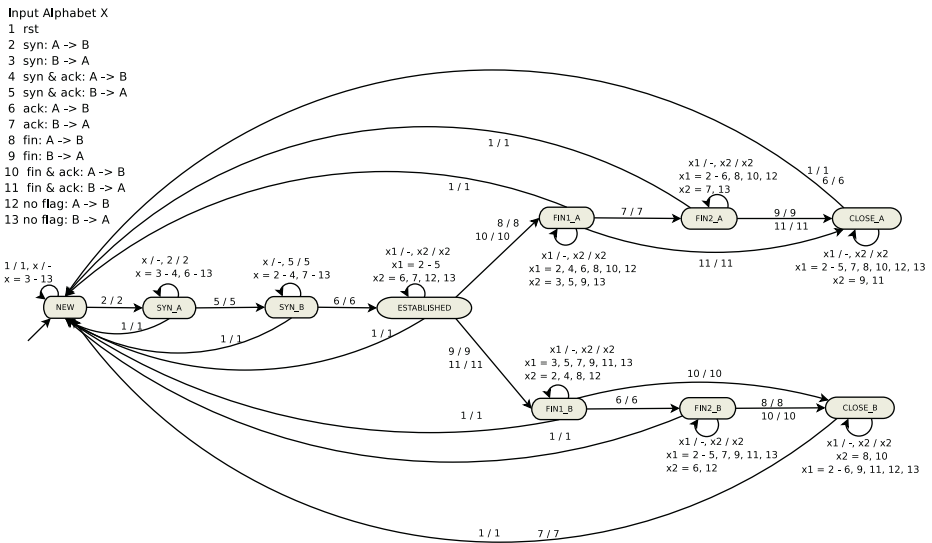 Input Alphabet X
1 rst
2 syn: A -> B
3 syn: B -> A
4 syn & ack: A -> B
5 syn & ack: B -> A
6 ack: A -> B
7 ack: B -> A
8 fin: A -> B
9 fin: B -> A
10 fin & ack: A -> B
11 fin & ack: B -> A
12 no flag: A -> B
13 no flag: B -> A
1 / 1
1 / 1
1 / 1
6 / 6
x1 / -, x2 / x2
x1 = 2 - 6, 8, 10, 12
x2 = 7, 13
1 / 1
8 / 8
10 / 10
FIN1_A
7 / 7
FIN2_A
9 / 9
11 / 11
CLOSE_A
x1 / -, x2 / x2
x1 = 2, 4, 6, 8, 10, 12
x2 = 3, 5, 9, 13
11 / 11
x1 / -, x2 / x2
x1 = 2 - 5, 7, 8, 10, 12, 13
x2 = 9, 11
1 / 1, x / -
x = 3 - 13
x / -, 2 / 2
x = 3 - 4, 6 - 13
x / -, 5 / 5
x = 2 - 4, 7 - 13
x1 / -, x2 / x2
x1 = 2 - 5
x2 = 6, 7, 12, 13
NEW
2 / 2
SYN_A
5 / 5
SYN_B
6 / 6
ESTABLISHED
1 / 1
1 / 1
1 / 1
9 / 9
11 / 11
x1 / -, x2 / x2
x1 = 3, 5, 7, 9, 11, 13
x2 = 2, 4, 8, 12
10 / 10
FIN1_B
6 / 6
FIN2_B
8 / 8
10 / 10
CLOSE_B
1 / 1
1 / 1
x1 / -, x2 / x2
x1 = 2 - 5, 7, 9, 11, 13
x2 = 6, 12
x1 / -, x2 / x2
x2 = 8, 10
x1 = 2 - 6, 9, 11, 12, 13
1 / 1
7 / 7